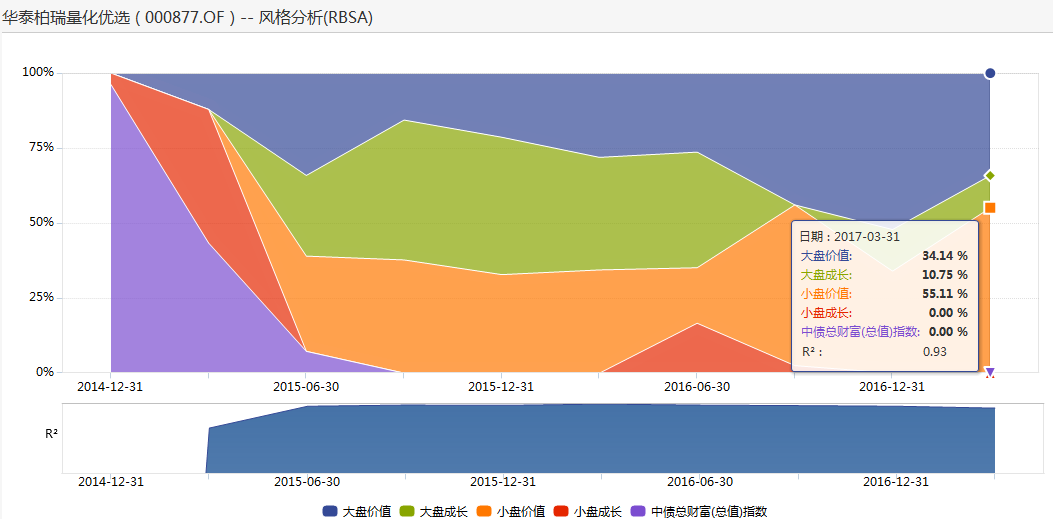 华泰柏瑞量化优选 ( 000877.OF ) -- 风格分析(RBSA)
100%
75%
50%
25%
0%
日期 : 2017-03-31
大盘价值: 34.14 %
大盘成长: 10.75 %
小盘价值: 55.11 %
小盘成长: 0.00 %
中债总财富(总值)指数: 0.00 %
R² : 0.93
2014-12-31 2015-06-30 2015-12-31 2016-06-30 2016-12-31
R²
2014-12-31 2015-06-30 2015-12-31 2016-06-30 2016-12-31
大盘价值 大盘成长 小盘价值 小盘成长 中债总财富(总值)指数